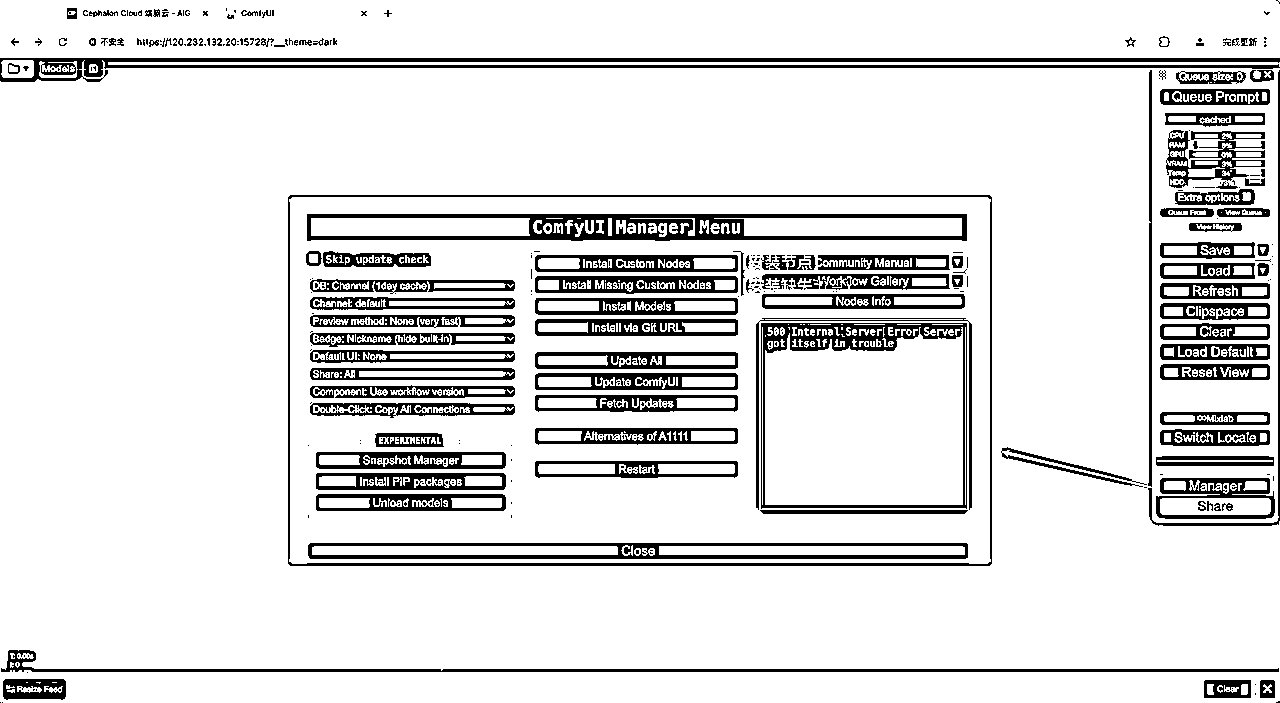 Cephalon Cloud 端脑云 - AIG
ComfyUI
不安全 https://120.232.132.20:15728/?__theme=dark
完成更新
Models
Queue size: 0
Queue Prompt
cached
CPU 2%
RAM
GPU 0%
VRAM
Temp
HDD
Extra options
Queue Front View Queue
View History
Save
Load
Refresh
Clipspace
Clear
Load Default
Reset View
Mixlab
Switch Locale
Manager
Share
ComfyUI Manager Menu
Skip update check
DB: Channel (1day cache)
Channel: default
Preview method: None (very fast)
Badge: Nickname (hide built-in)
Default UI: None
Share: All
Component: Use workflow version
Double-Click: Copy All Connections
EXPERIMENTAL
Snapshot Manager
Install PIP packages
Unload models
Install Custom Nodes
Install Missing Custom Nodes
Install Models
Install via Git URL
Update All
Update ComfyUI
Fetch Updates
Alternatives of A1111
Restart
安装节点
Community Manual
安装缺失
Workflow Gallery
Nodes Info
500 Internal Server Error Server
got itself in trouble
Close
T: 0.00s
Resize Feed
Clear